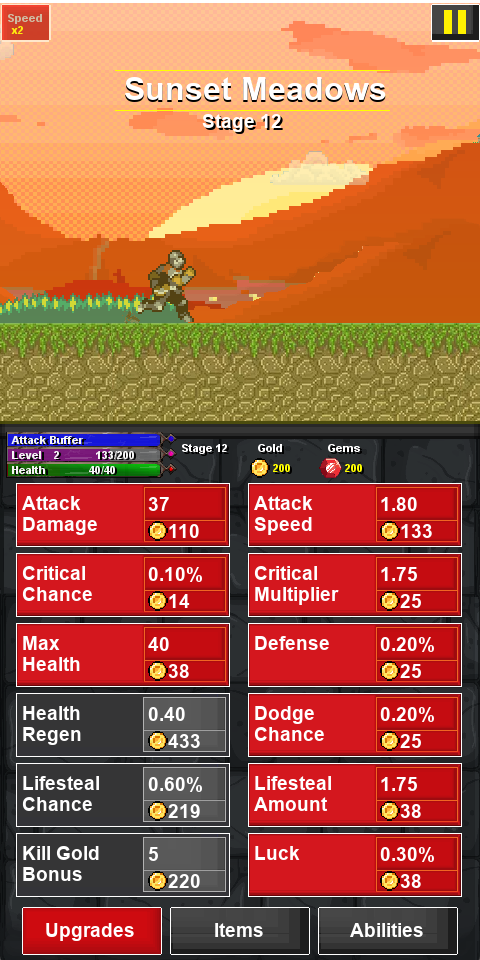 Speed
x2
Sunset Meadows
Stage 12
Attack Buffer
Level 2 133/200
Health 40/40
Stage 12
Gold
200
Gems
200
Attack Damage
37
110
Attack Speed
1.80
133
Critical Chance
0.10%
14
Critical Multiplier
1.75
25
Max Health
40
38
Defense
0.20%
25
Health Regen
0.40
433
Dodge Chance
0.20%
25
Lifesteal Chance
0.60%
219
Lifesteal Amount
1.75
38
Kill Gold Bonus
5
220
Luck
0.30%
38
Upgrades
Items
Abilities